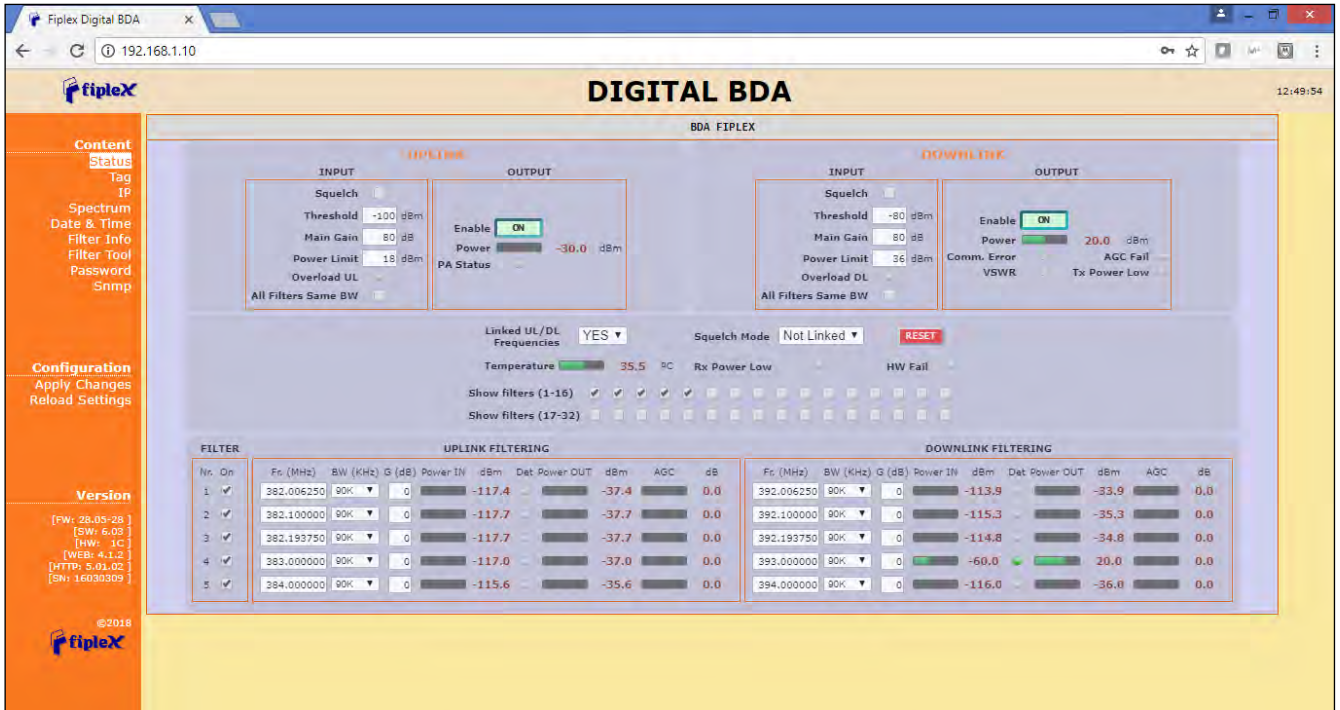 Fiplex Digital BDA
192.168.1.10
fipleX
DIGITAL BDA
12:49:54
BDA FIPLEX
Content
Status
Tag
IP
Spectrum
Date & Time
Filter Info
Filter Tool
Password
Snmp
Configuration
Apply Changes
Reload Settings
Version
[FW: 28.05-28 ]
[SW: 6.03 ]
[HW: 1C ]
[WEB: 4.1.2 ]
[HTTP: 5.01.02 ]
[SN: 16030309 ]
©2018
fipleX
UPLINK
INPUT
Squelch
Threshold -100 dBm
Main Gain 80 dB
Power Limit 18 dBm
Overload UL
All Filters Same BW
OUTPUT
Enable ON
Power -30.0 dBm
PA Status
DOWNLINK
INPUT
Squelch
Threshold -80 dBm
Main Gain 80 dB
Power Limit 36 dBm
Overload DL
All Filters Same BW
OUTPUT
Enable ON
Power 20.0 dBm
Comm. Error AGC Fail
VSWR Tx Power Low
Linked UL/DL Frequencies YES Squelch Mode Not Linked RESET
Temperature 35.5 ºC Rx Power Low HW Fail
Show filters (1-16)
Show filters (17-32)
FILTER UPLINK FILTERING DOWNLINK FILTERING
Nr. On Fc (MHz) BW (KHz) G (dB) Power IN dBm Det Power OUT dBm AGC dB Fc (MHz) BW (KHz) G (dB) Power IN dBm Det Power OUT dBm AGC dB
1 382.006250 90K 0 -117.4 -37.4 0.0 392.006250 90K 0 -113.9 -33.9 0.0
2 382.100000 90K 0 -117.7 -37.7 0.0 392.100000 90K 0 -115.3 -35.3 0.0
3 382.193750 90K 0 -117.7 -37.7 0.0 392.193750 90K 0 -114.8 -34.8 0.0
4 383.000000 90K 0 -117.0 -37.0 0.0 393.000000 90K 0 -60.0 20.0 0.0
5 384.000000 90K 0 -115.6 -35.6 0.0 394.000000 90K 0 -116.0 -36.0 0.0